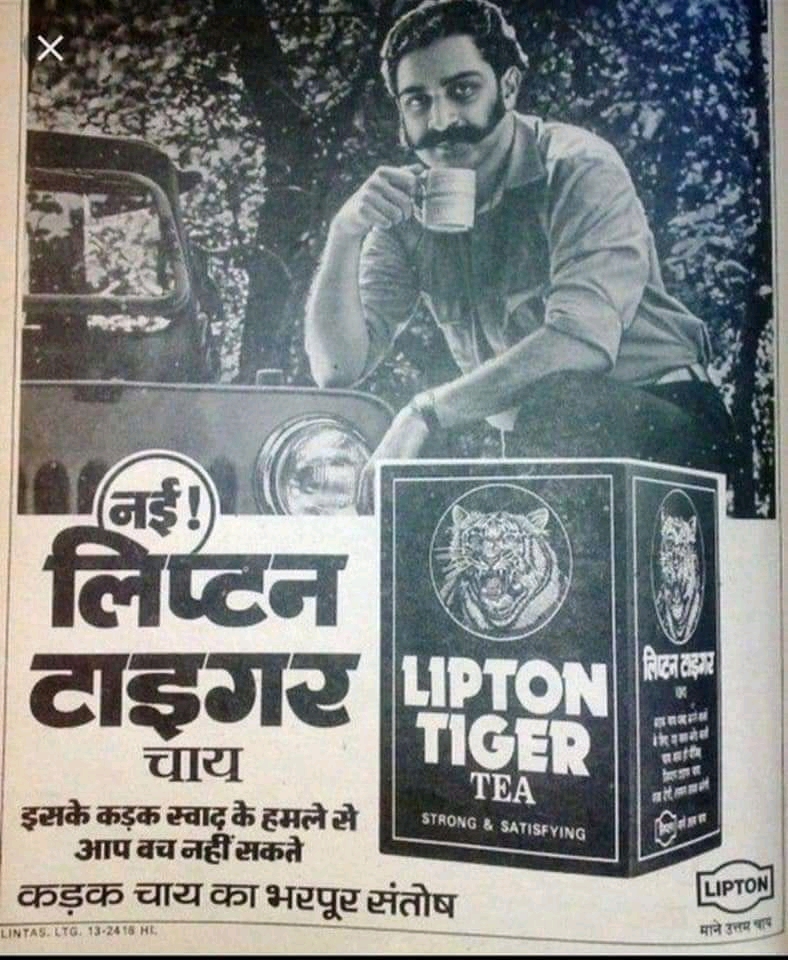 नई!
लिप्टन
टाइगर
चाय
इसके कड़क स्वाद के हमले से
आप बच नहीं सकते
कड़क चाय का भरपूर संतोष
LINTAS. LTG. 13-2416 HI.
LIPTON
TIGER
TEA
STRONG & SATISFYING
लिप्टन टाइगर
चाय
LIPTON
माने उत्तम चाय